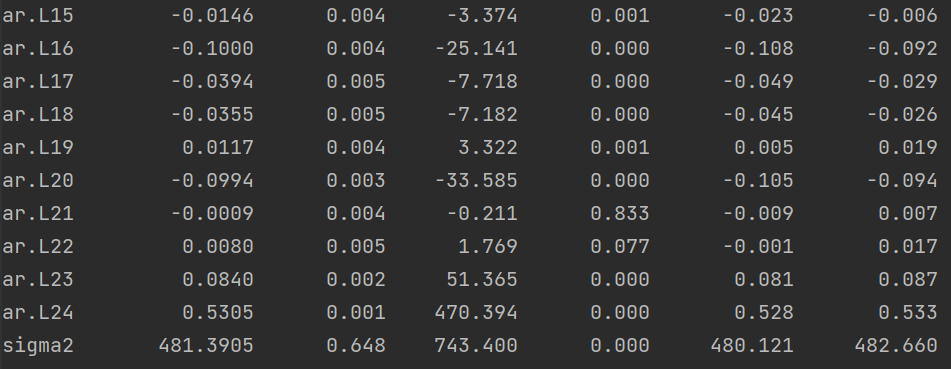 ar.L15 -0.0146 0.004 -3.374 0.001 -0.023 -0.006
ar.L16 -0.1000 0.004 -25.141 0.000 -0.108 -0.092
ar.L17 -0.0394 0.005 -7.718 0.000 -0.049 -0.029
ar.L18 -0.0355 0.005 -7.182 0.000 -0.045 -0.026
ar.L19 0.0117 0.004 3.322 0.001 0.005 0.019
ar.L20 -0.0994 0.003 -33.585 0.000 -0.105 -0.094
ar.L21 -0.0009 0.004 -0.211 0.833 -0.009 0.007
ar.L22 0.0080 0.005 1.769 0.077 -0.001 0.017
ar.L23 0.0840 0.002 51.365 0.000 0.081 0.087
ar.L24 0.5305 0.001 470.394 0.000 0.528 0.533
sigma2 481.3905 0.648 743.400 0.000 480.121 482.660